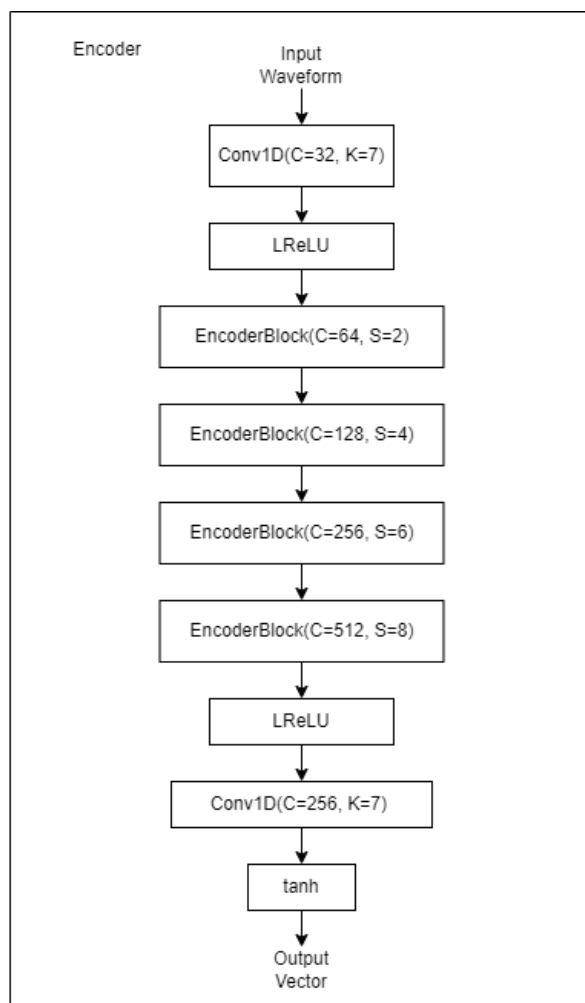 Encoder
Input
Waveform
Conv1D(C=32, K=7)
LReLU
EncoderBlock(C=64, S=2)
EncoderBlock(C=128, S=4)
EncoderBlock(C=256, S=6)
EncoderBlock(C=512, S=8)
LReLU
Conv1D(C=256, K=7)
tanh
Output
Vector